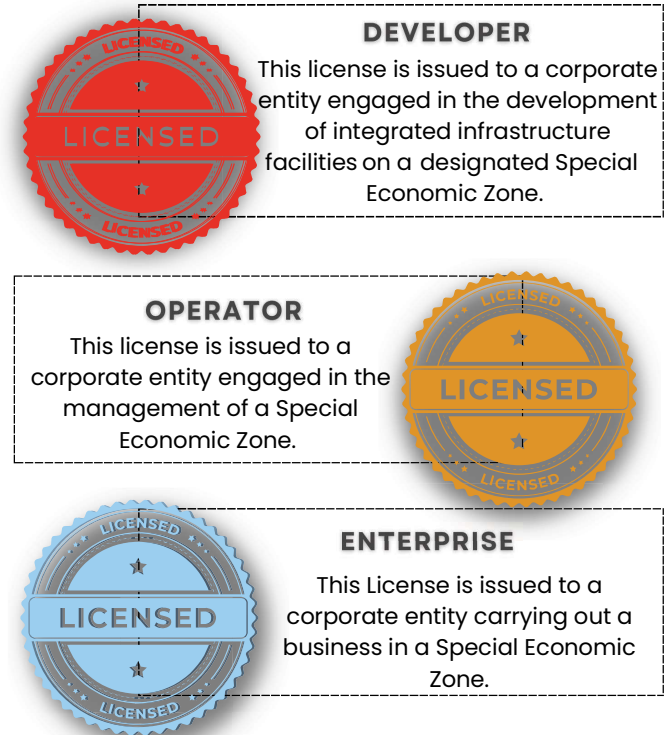 LICENSED
LICENSED
LICENSED
DEVELOPER
This license is issued to a corporate
entity engaged in the development
of integrated infrastructure
facilities on a designated Special
Economic Zone.
OPERATOR
This license is issued to a
corporate entity engaged in the
management of a Special
Economic Zone.
LICENSED
LICENSED
LICENSED
LICENSED
LICENSED
LICENSED
ENTERPRISE
This License is issued to a
corporate entity carrying out a
business in a Special Economic
Zone.